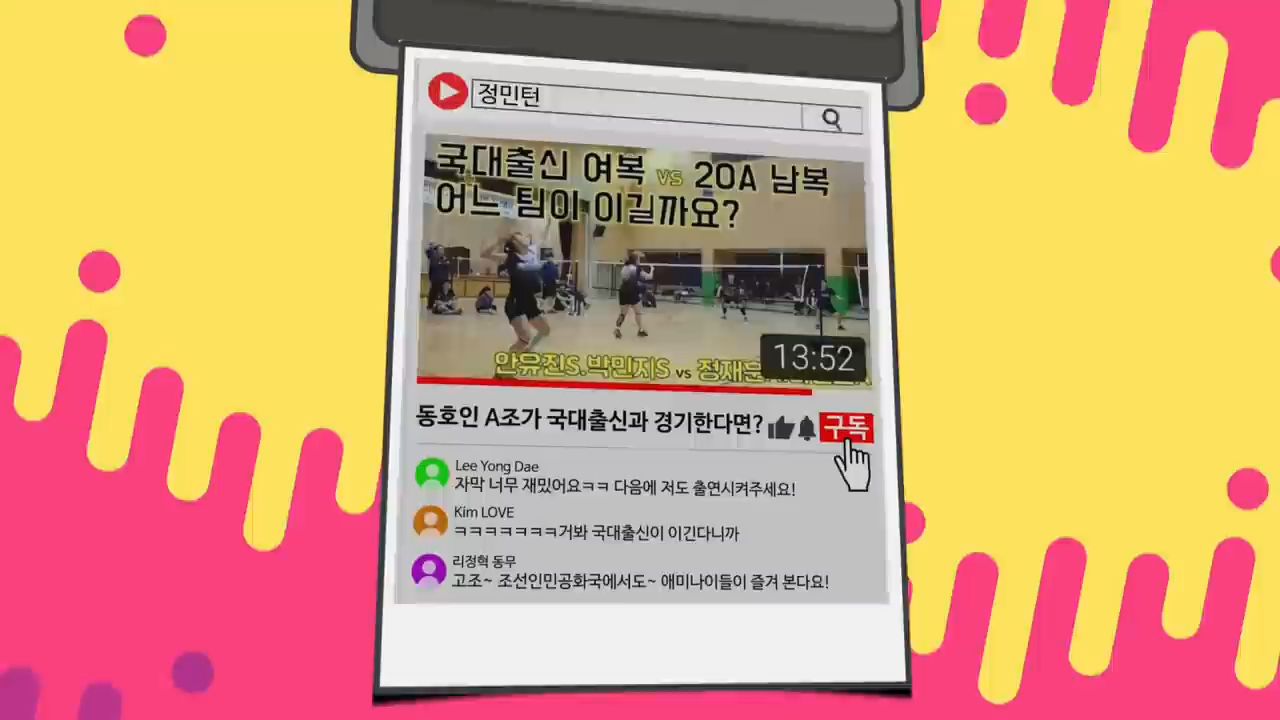 정민턴
국대출신 여복 VS 20A 남복
어느 팀이 이길까요?
안유진S.박민지S vs 정재운
13:52
동호인 A조가 국대출신과 경기한다면?
구독
Lee Yong Dae
자막 너무 재밌어요ㅋㅋ 다음에 저도 출연시켜주세요!
Kim LOVE
ㅋㅋㅋㅋㅋㅋㅋ거봐 국대출신이 이긴다니까
리정혁 동무
고조~ 조선인민공화국에서도~ 애미나이들이 즐겨 본다요!